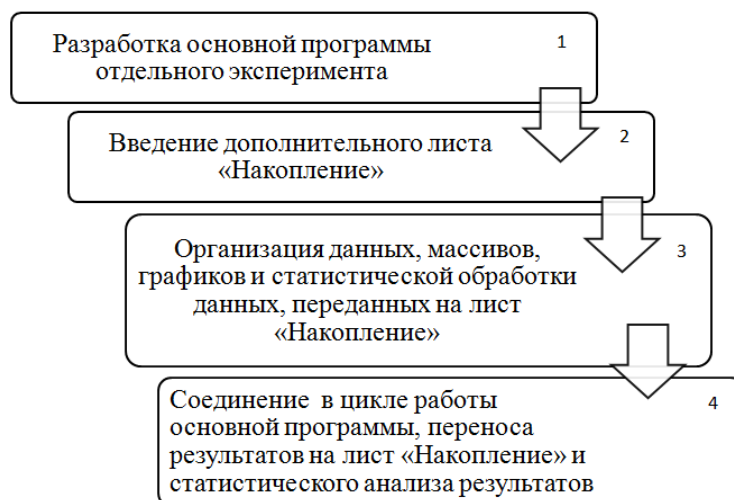 Разработка основной программы
отдельного эксперимента
1
Введение дополнительного листа
«Накопление»
2
Организация данных, массивов,
графиков и статистической обработки
данных, переданных на лист
«Накопление»
3
Соединение в цикле работы
основной программы, переноса
результатов на лист «Накопление» и
статистического анализа результатов
4